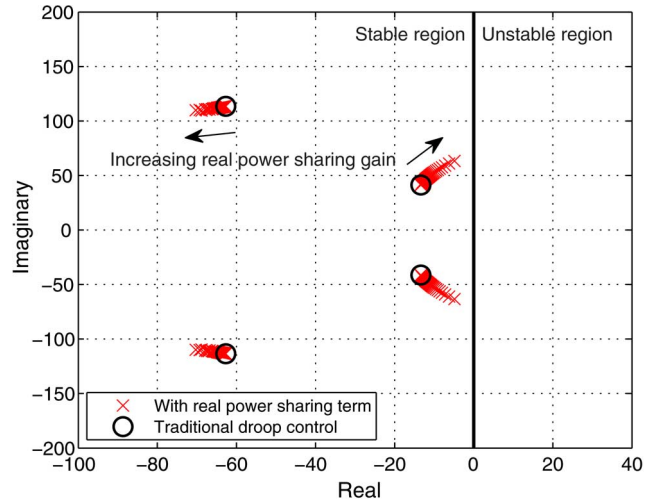 200
150
100
50
0
−50
−100
−150
−200
Imaginary
Stable region
Unstable region
Increasing real power sharing gain
With real power sharing term
Traditional droop control
−100
−80
−60
−40
−20
0
20
40
Real